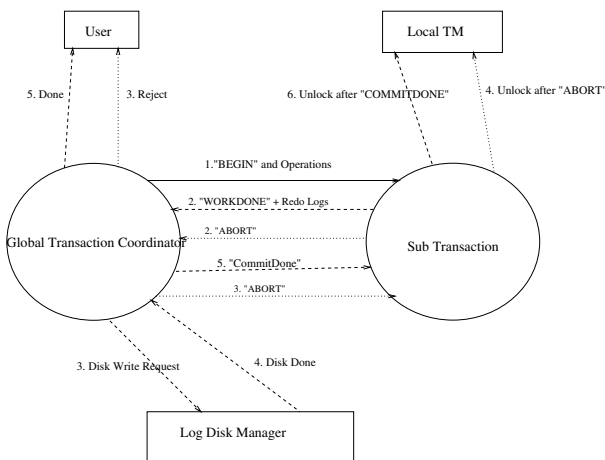 User
Local TM
5. Done
3. Reject
6. Unlock after "COMMITDONE"
4. Unlock after "ABORT"
1."BEGIN" and Operations
2. "WORKDONE" + Redo Logs
2. "ABORT"
Global Transaction Coordinator
Sub Transaction
5. "CommitDone"
3. "ABORT"
3. Disk Write Request
4. Disk Done
Log Disk Manager